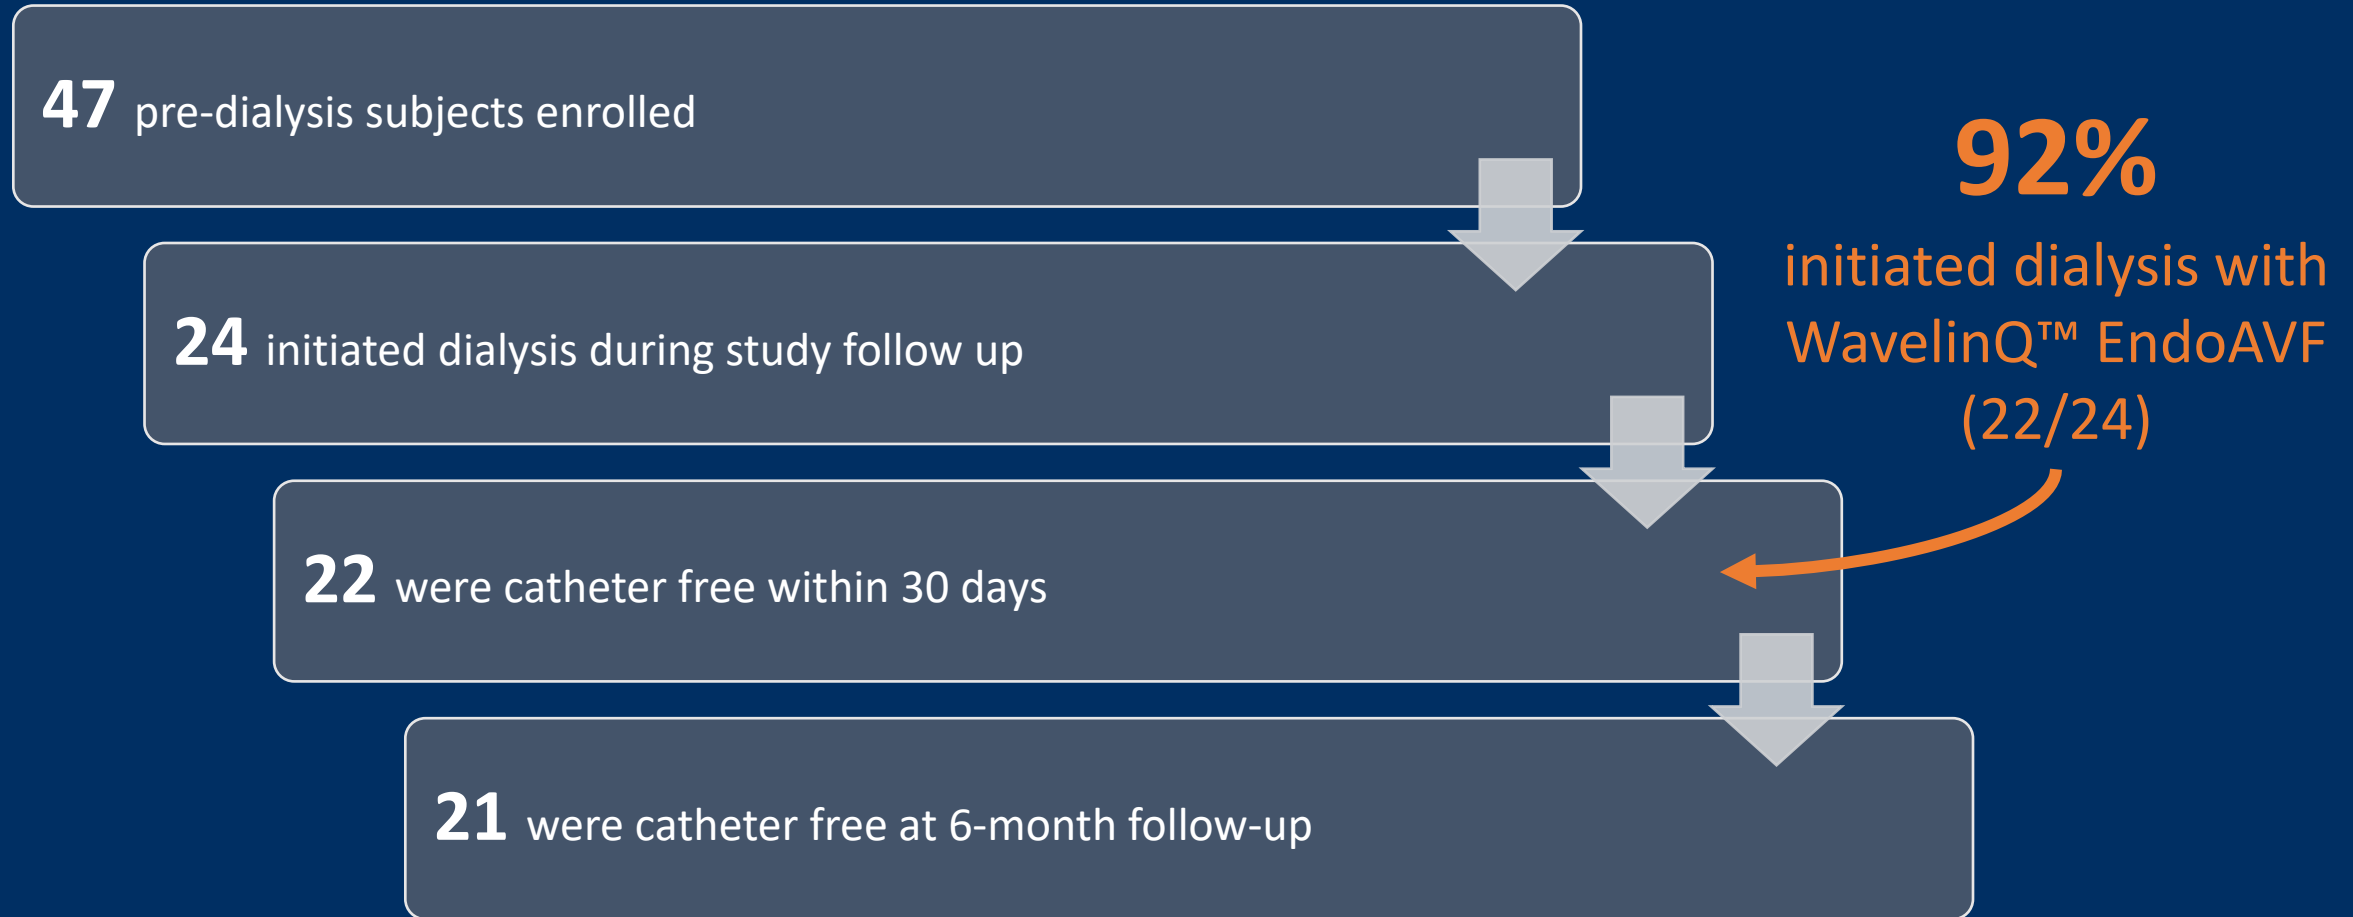 47 pre-dialysis subjects enrolled
92%
initiated dialysis with
WavelinQ™ EndoAVF
(22/24)
24 initiated dialysis during study follow up
22 were catheter free within 30 days
21 were catheter free at 6-month follow-up